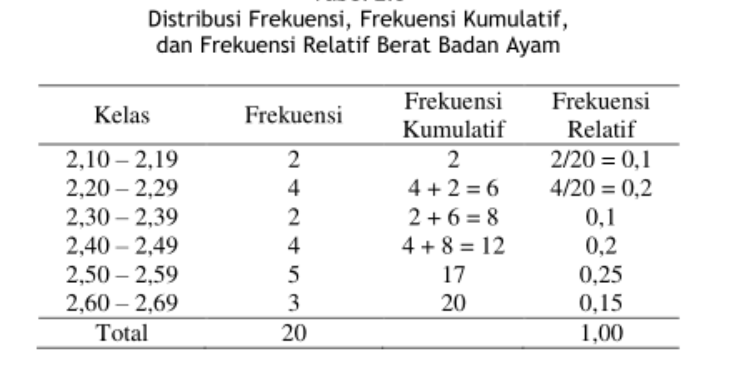 Distribusi Frekuensi, Frekuensi Kumulatif,
dan Frekuensi Relatif Berat Badan Ayam
Kelas Frekuensi Frekuensi Kumulatif Frekuensi Relatif
2,10 – 2,19 2 2 2/20 = 0,1
2,20 – 2,29 4 4 + 2 = 6 4/20 = 0,2
2,30 – 2,39 2 2 + 6 = 8 0,1
2,40 – 2,49 4 4 + 8 = 12 0,2
2,50 – 2,59 5 17 0,25
2,60 – 2,69 3 20 0,15
Total 20 1,00